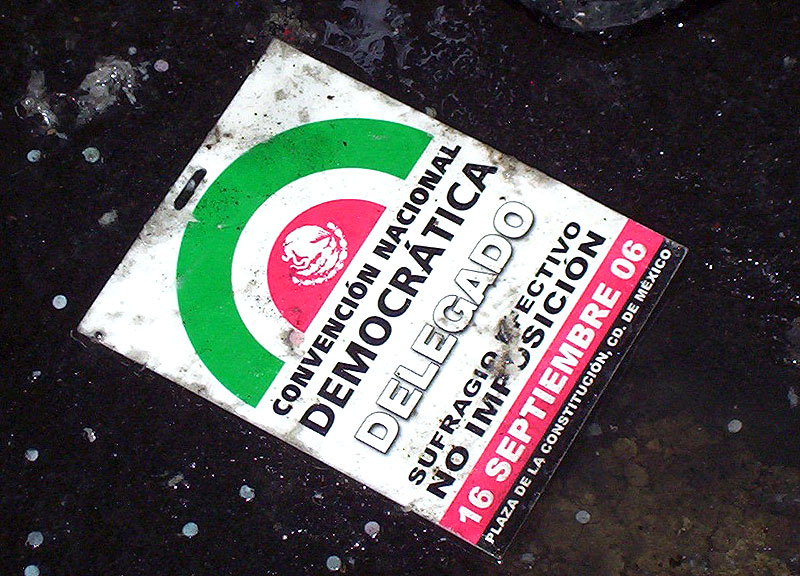 CONVENCIÓN NACIONAL
DEMOCRÁTICA
DELEGADO
SUFRAGIO EFECTIVO
NO IMPOSICIÓN
16 SEPTIEMBRE 06
PLAZA DE LA CONSTITUCIÓN, CD. DE MÉXICO